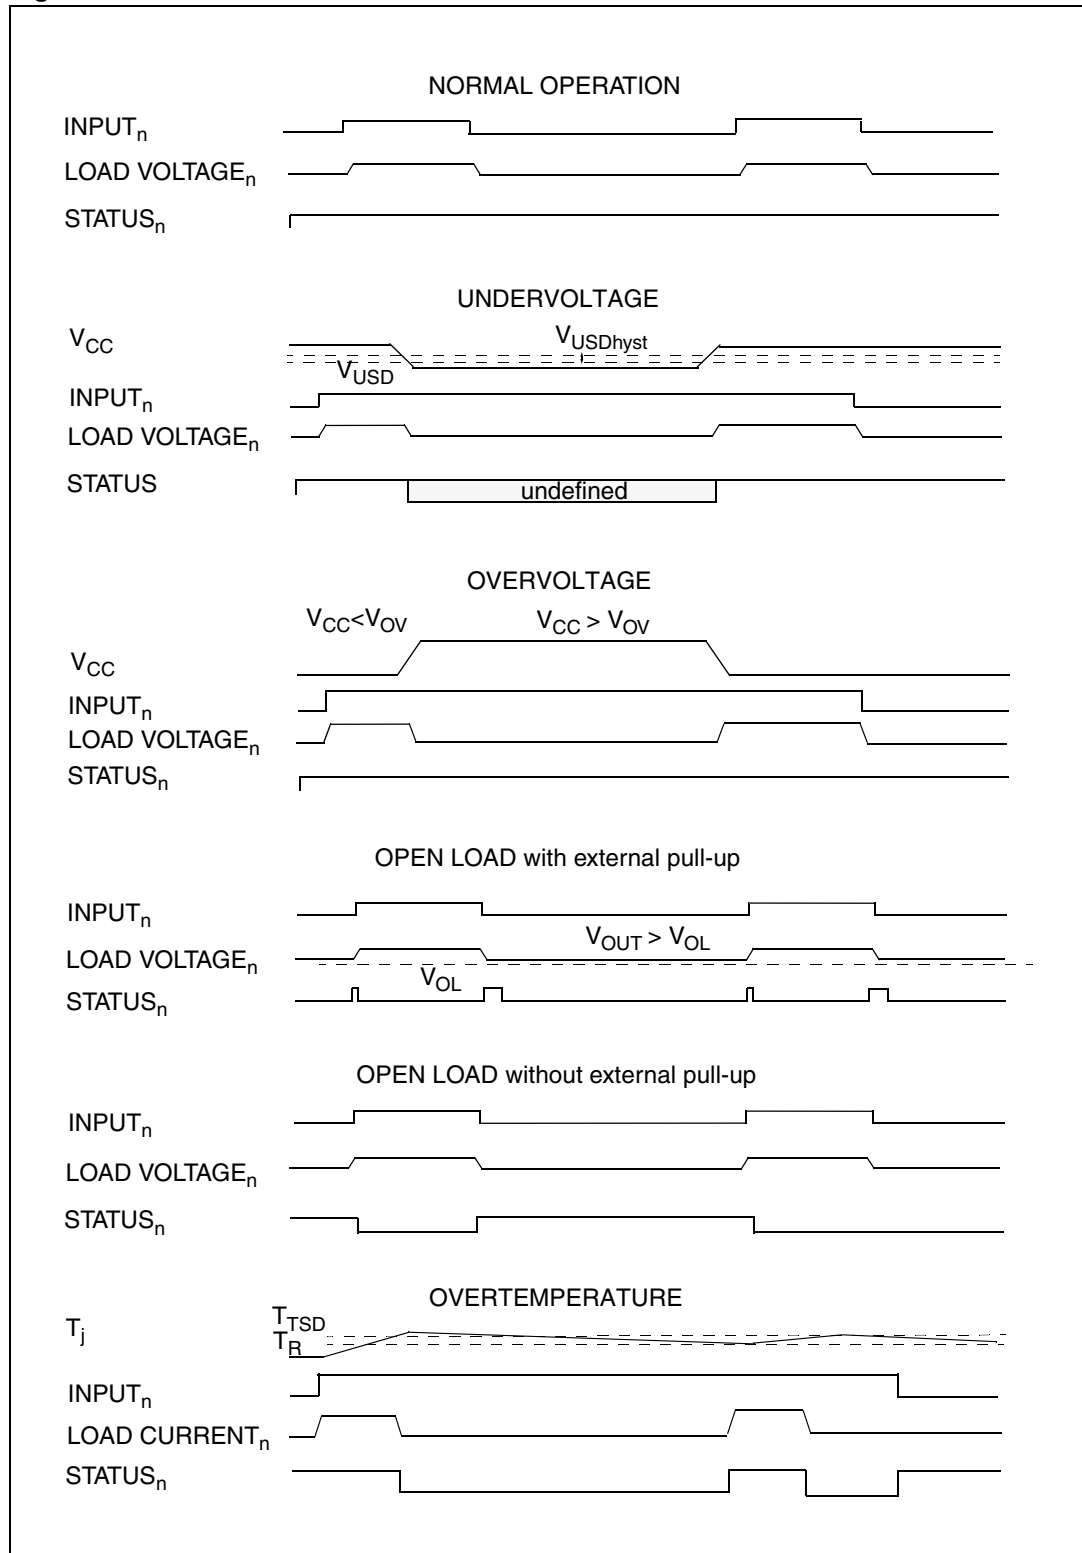 NORMAL OPERATION
INPUTn
LOAD VOLTAGEn
STATUSn
UNDERVOLTAGE
VCC
VUSDhyst
VUSD
INPUTn
LOAD VOLTAGEn
STATUS
undefined
OVERVOLTAGE
VCC<VOV
VCC > VOV
VCC
INPUTn
LOAD VOLTAGEn
STATUSn
OPEN LOAD with external pull-up
INPUTn
VOUT > VOL
LOAD VOLTAGEn
VOL
STATUSn
OPEN LOAD without external pull-up
INPUTn
LOAD VOLTAGEn
STATUSn
OVERTEMPERATURE
Tj
TTSD
TR
INPUTn
LOAD CURRENTn
STATUSn